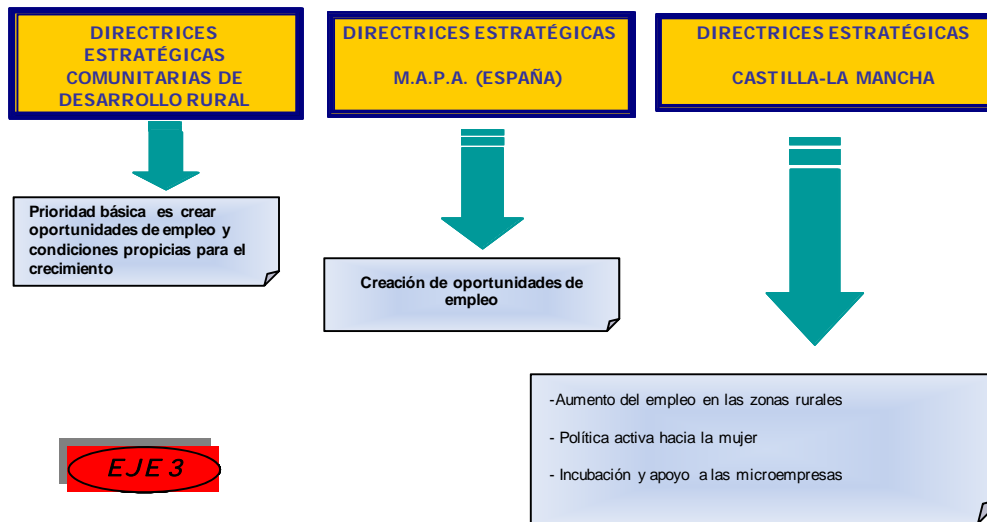 DIRECTRICES
ESTRATÉGICAS
COMUNITARIAS DE
DESARROLLO RURAL
DIRECTRICES ESTRATÉGICAS
M.A.P.A. (ESPAÑA)
DIRECTRICES ESTRATÉGICAS
CASTILLA-LA MANCHA
Prioridad básica es crear
oportunidades de empleo y
condiciones propicias para el
crecimiento
Creación de oportunidades de
empleo
-Aumento del empleo en las zonas rurales
- Política activa hacia la mujer
- Incubación y apoyo a las microempresas
EJE 3